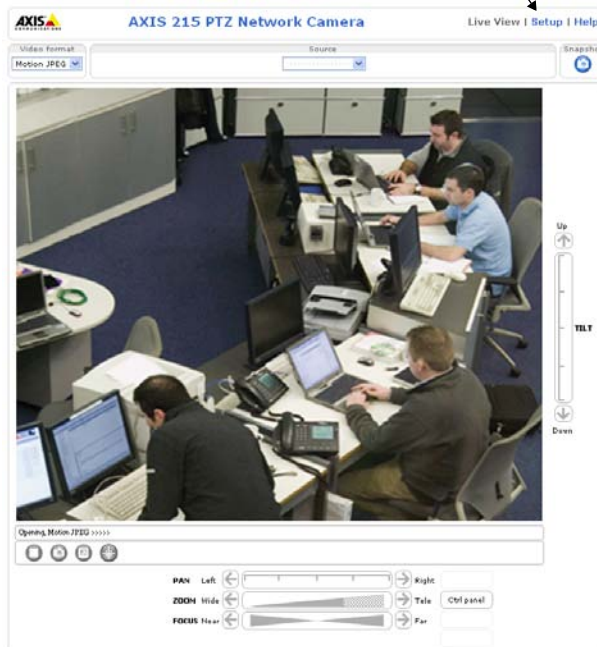 AXIS
COMMUNICATIONS
AXIS 215 PTZ Network Camera
Live View | Setup | Help
Video format
Motion JPEG
Source
Snapshot
Up
TILT
Down
Opening, Motion JPEG >>>>>
PAN Left Right
ZOOM Wide Tele Ctrl panel
FOCUS Near Far